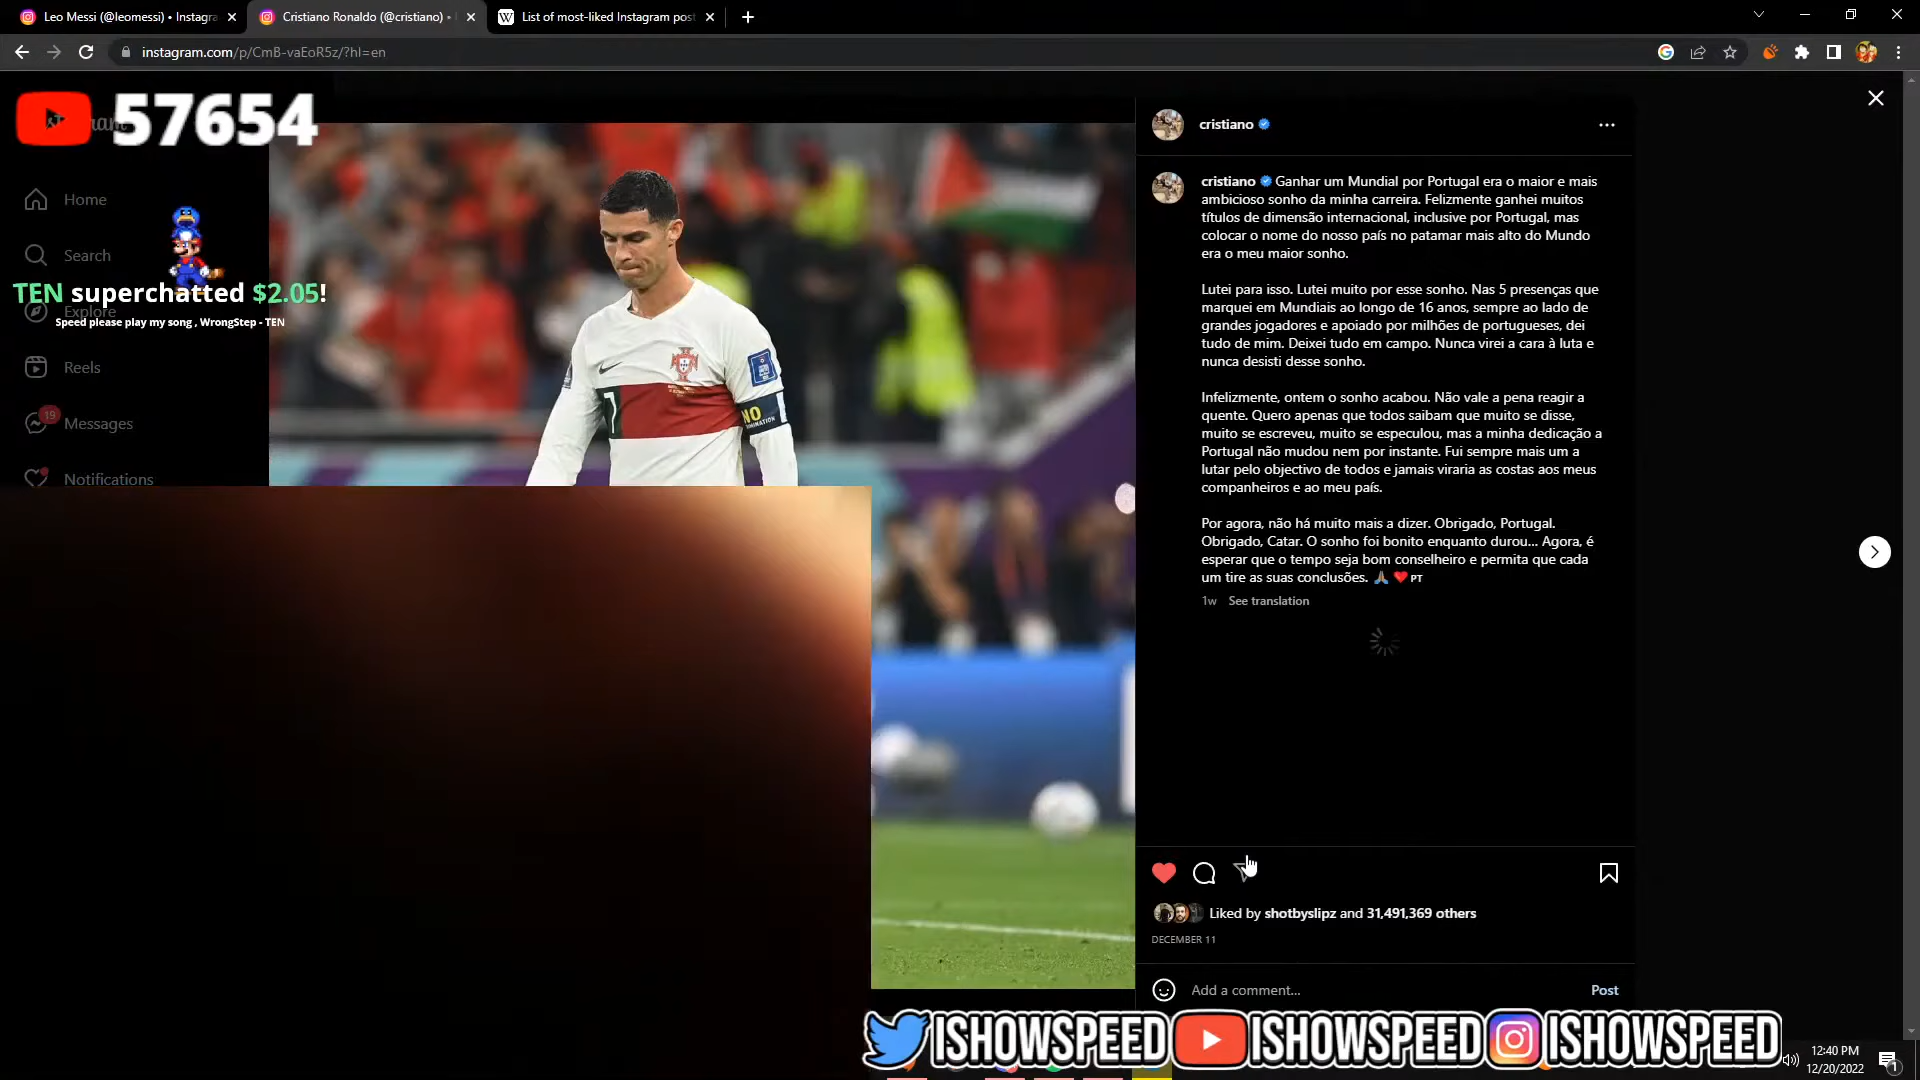 Leo Messi (@leomessi) • Instagra
Cristiano Ronaldo (@cristiano) •
List of most-liked Instagram post
instagram.com/p/CmB-vaEoR5z/?hl=en
57654
Home
Search
TEN superchatted $2.05!
Explore
Speed please play my song , WrongStep - TEN
Reels
19
Messages
Notifications
7
NO
cristiano
cristiano Ganhar um Mundial por Portugal era o maior e mais
ambicioso sonho da minha carreira. Felizmente ganhei muitos
títulos de dimensão internacional, inclusive por Portugal, mas
colocar o nome do nosso país no patamar mais alto do Mundo
era o meu maior sonho.
Lutei para isso. Lutei muito por esse sonho. Nas 5 presenças que
marquei em Mundiais ao longo de 16 anos, sempre ao lado de
grandes jogadores e apoiado por milhões de portugueses, dei
tudo de mim. Deixei tudo em campo. Nunca virei a cara à luta e
nunca desisti desse sonho.
Infelizmente, ontem o sonho acabou. Não vale a pena reagir a
quente. Quero apenas que todos saibam que muito se disse,
muito se escreveu, muito se especulou, mas a minha dedicação a
Portugal não mudou nem por instante. Fui sempre mais um a
lutar pelo objectivo de todos e jamais viraria as costas aos meus
companheiros e ao meu país.
Por agora, não há muito mais a dizer. Obrigado, Portugal.
Obrigado, Catar. O sonho foi bonito enquanto durou... Agora, é
esperar que o tempo seja bom conselheiro e permita que cada
um tire as suas conclusões. 🙏🏽 ❤️ PT
1w See translation
Liked by shotbyslipz and 31,491,369 others
DECEMBER 11
Add a comment...
Post
ISHOWSPEED ISHOWSPEED ISHOWSPEED
12:40 PM
12/20/2022
1